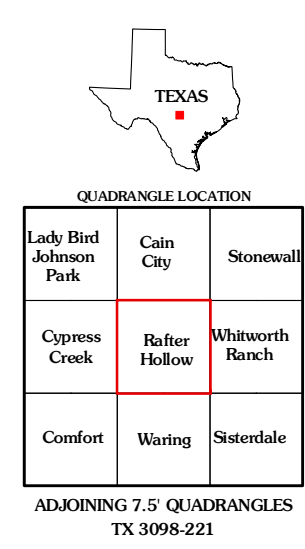 TEXAS
QUADRANGLE LOCATION
Lady Bird
Johnson
Park
Cain
City
Stonewall
Cypress
Creek
Rafter
Hollow
Whitworth
Ranch
Comfort
Waring
Sisterdale
ADJOINING 7.5' QUADRANGLES
TX 3098-221